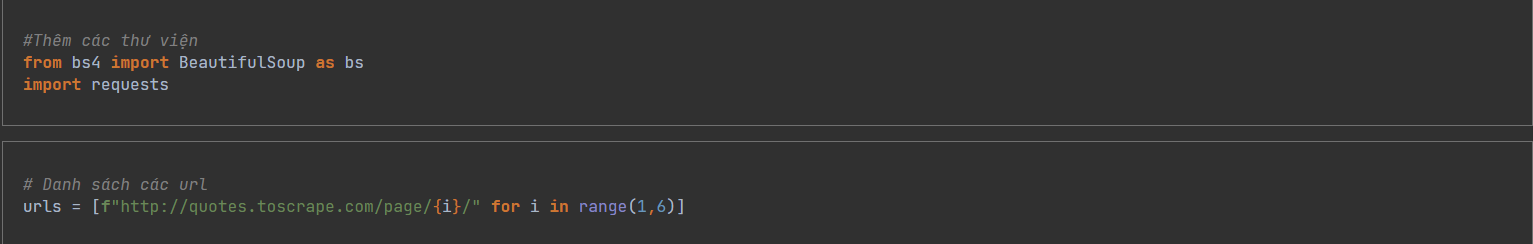 #Thêm các thư viện
from bs4 import BeautifulSoup as bs
import requests
# Danh sách các url
urls = [f"http://quotes.toscrape.com/page/{i}/" for i in range(1,6)]